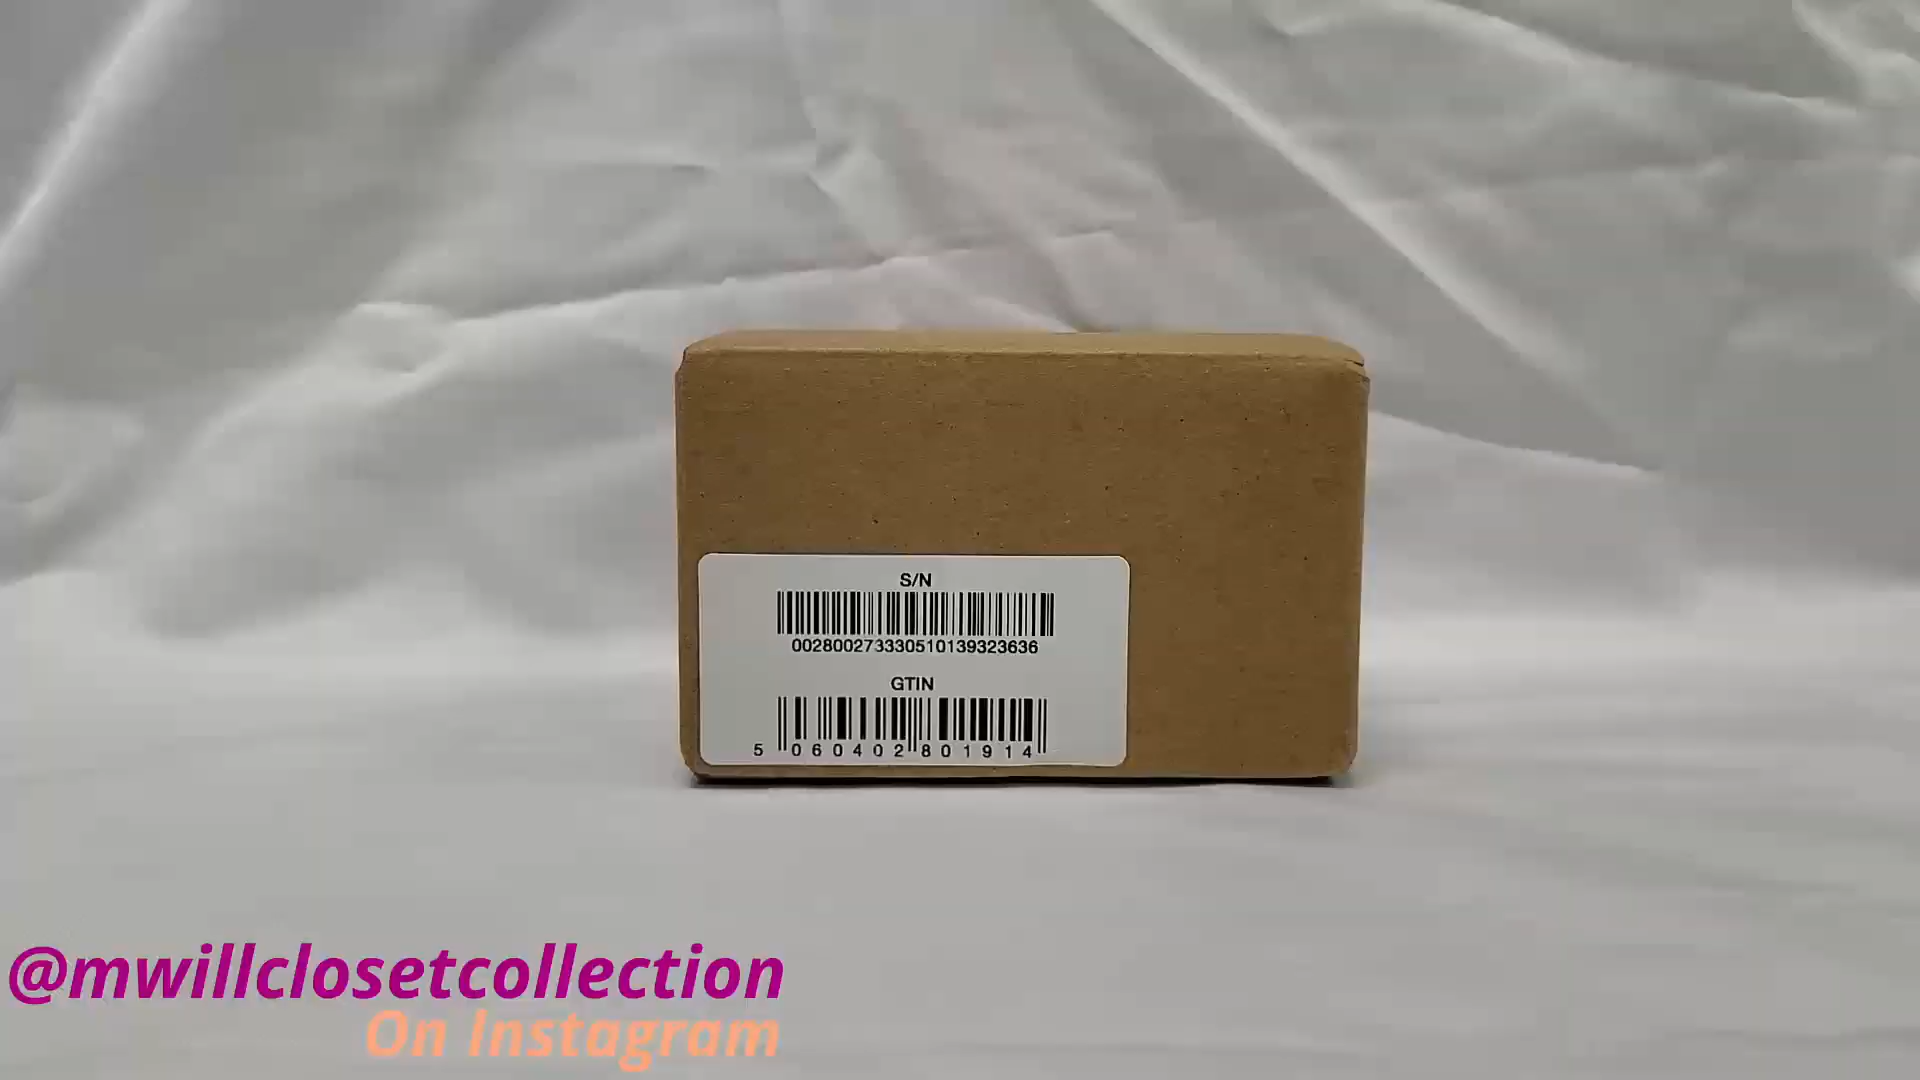 S/N
002800273330510139323636
GTIN
5 060402 801914
@mwillclosetcollection
On Instagram